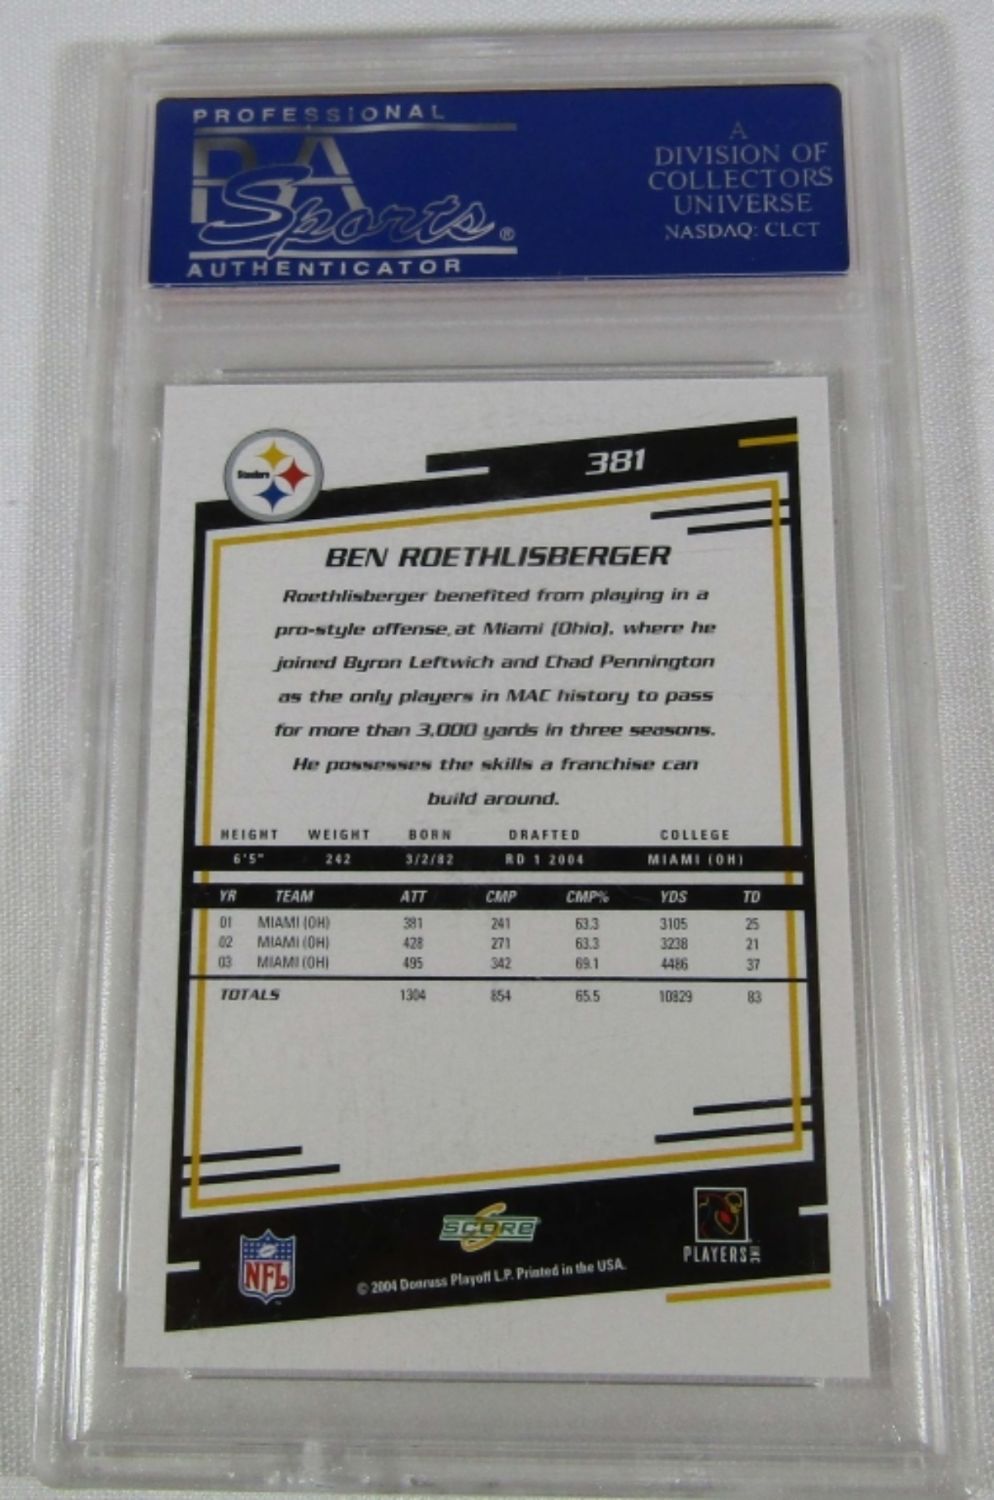 PROFESSIONAL
PSA
Sports®
AUTHENTICATOR
A
DIVISION OF
COLLECTORS
UNIVERSE
NASDAQ: CLCT
Steelers
381
BEN ROETHLISBERGER
Roethlisberger benefited from playing in a
pro-style offense at Miami (Ohio), where he
joined Byron Leftwich and Chad Pennington
as the only players in MAC history to pass
for more than 3,000 yards in three seasons.
He possesses the skills a franchise can
build around.
HEIGHT WEIGHT BORN DRAFTED COLLEGE
6'5" 242 3/2/82 RD 1 2004 MIAMI (OH)
YR TEAM ATT CMP CMP% YDS TD
01 MIAMI (OH) 381 241 63.3 3105 25
02 MIAMI (OH) 428 271 63.3 3238 21
03 MIAMI (OH) 495 342 69.1 4486 37
TOTALS 1304 854 65.5 10829 83
NFL
SCORE
PLAYERS INC
© 2004 Donruss Playoff L.P. Printed in the USA.